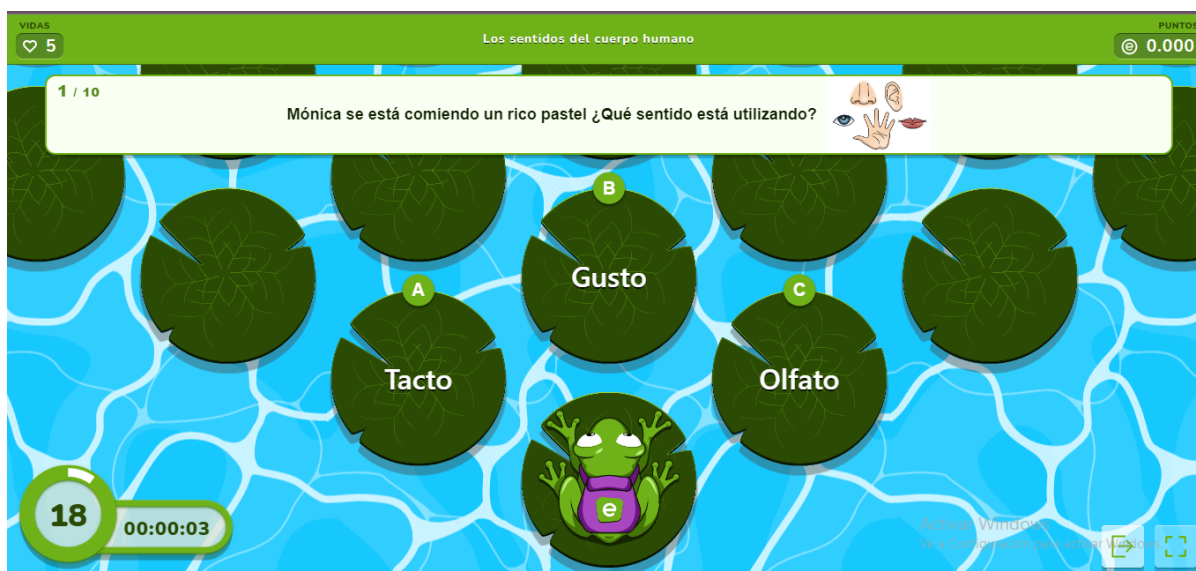 VIDAS
5
Los sentidos del cuerpo humano
PUNTOS
0.000
1 / 10
Mónica se está comiendo un rico pastel ¿Qué sentido está utilizando?
B
Gusto
A
Tacto
C
Olfato
e
18
00:00:03
Activar Windows
Windows.